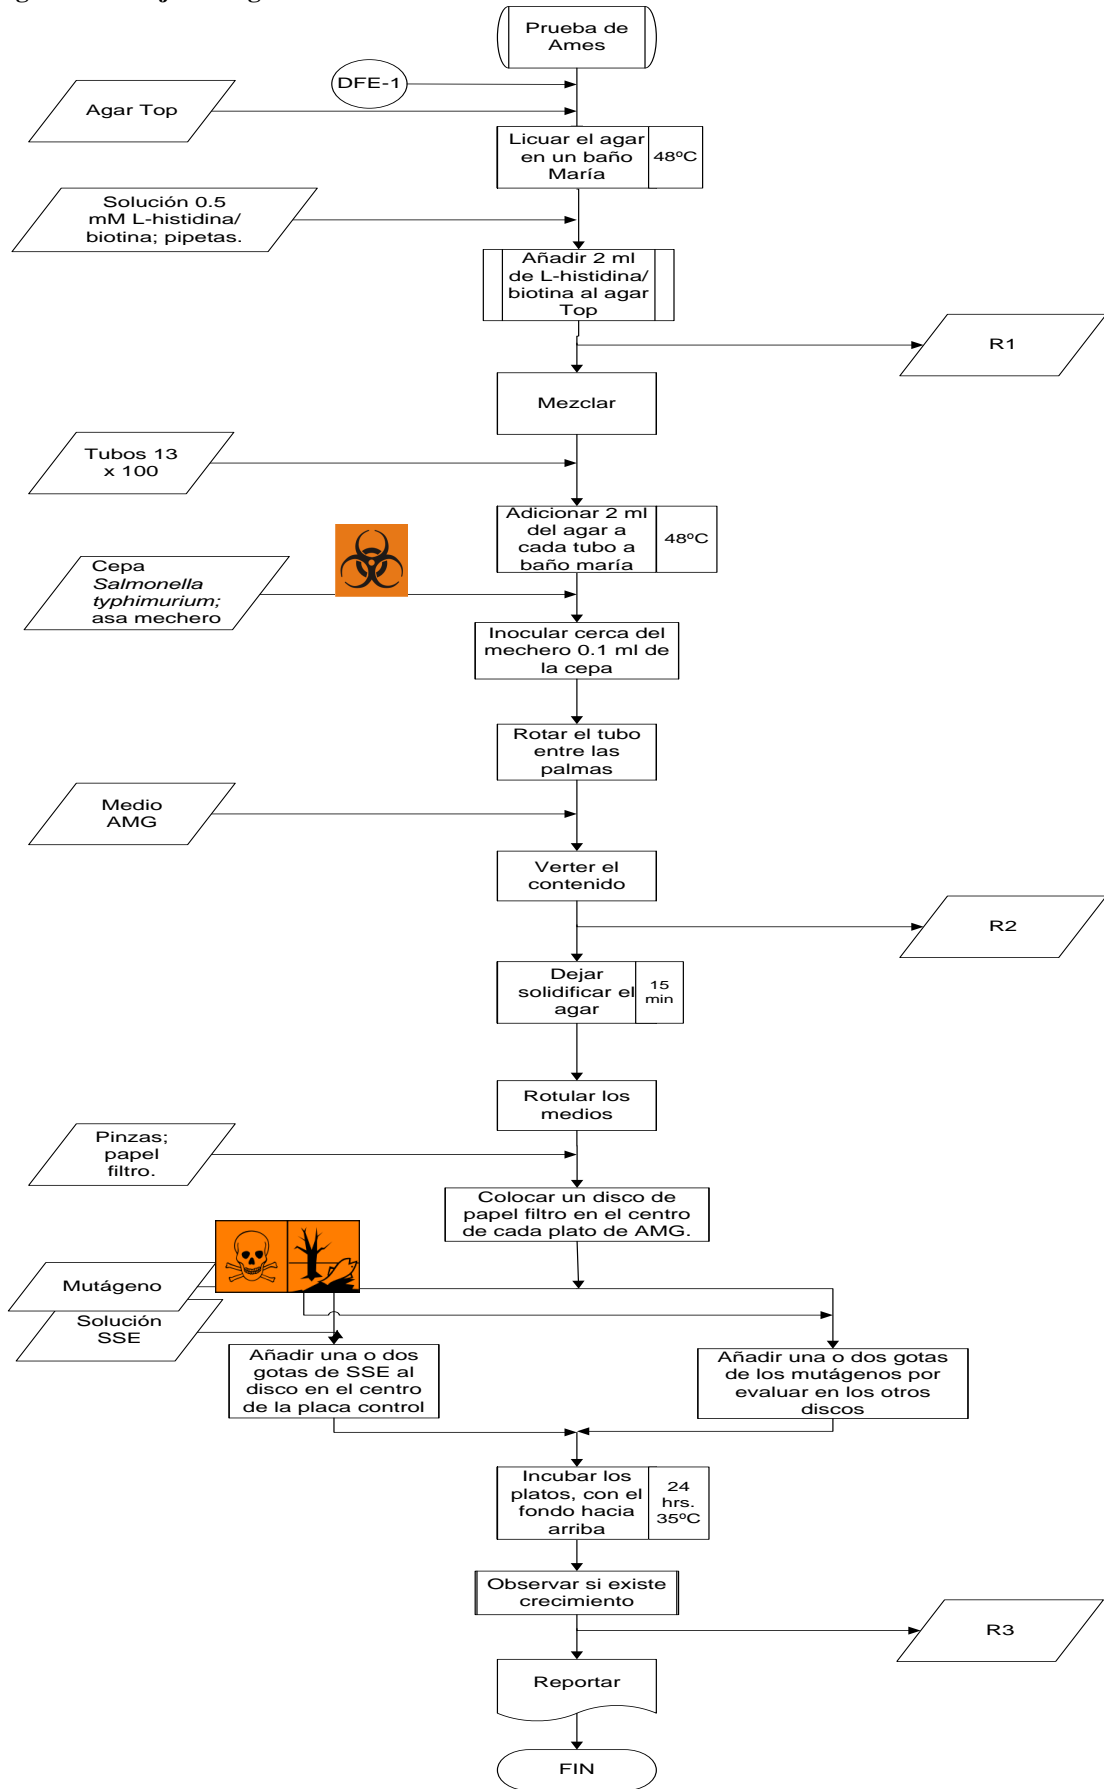 Prueba de
Ames
DFE-1
Agar Top
Licuar el agar
en un baño
María
48ºC
Solución 0.5
mM L-histidina/
biotina; pipetas.
Añadir 2 ml
de L-histidina/
biotina al agar
Top
R1
Mezclar
Tubos 13
x 100
Adicionar 2 ml
del agar a
cada tubo a
baño maría
48ºC
Cepa
Salmonella
typhimurium;
asa mechero
Inocular cerca del
mechero 0.1 ml de
la cepa
Rotar el tubo
entre las
palmas
Medio
AMG
Verter el
contenido
R2
Dejar
solidificar el
agar
15
min
Rotular los
medios
Pinzas;
papel
filtro.
Colocar un disco de
papel filtro en el centro
de cada plato de AMG.
Mutágeno
Solución
SSE
Añadir una o dos
gotas de SSE al
disco en el centro
de la placa control
Añadir una o dos gotas
de los mutágenos por
evaluar en los otros
discos
Incubar los
platos, con el
fondo hacia
arriba
24
hrs.
35ºC
Observar si existe
crecimiento
R3
Reportar
FIN